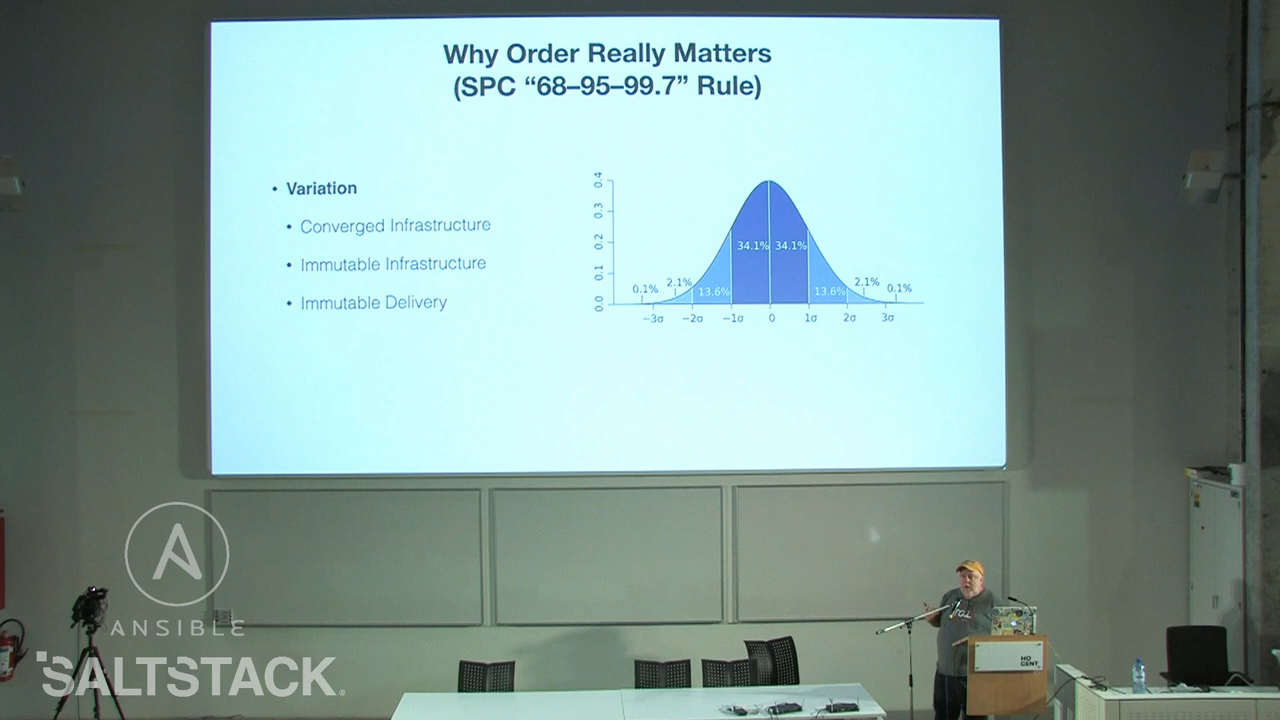 Why Order Really Matters
(SPC “68–95–99.7” Rule)
• Variation
• Converged Infrastructure
• Immutable Infrastructure
• Immutable Delivery
0.4
0.3
0.2
0.1
0.0
34.1% 34.1%
0.1% 2.1% 13.6% 13.6% 2.1% 0.1%
−3σ −2σ −1σ 0 1σ 2σ 3σ
ANSIBLE
SALTSTACK
HO
GENT